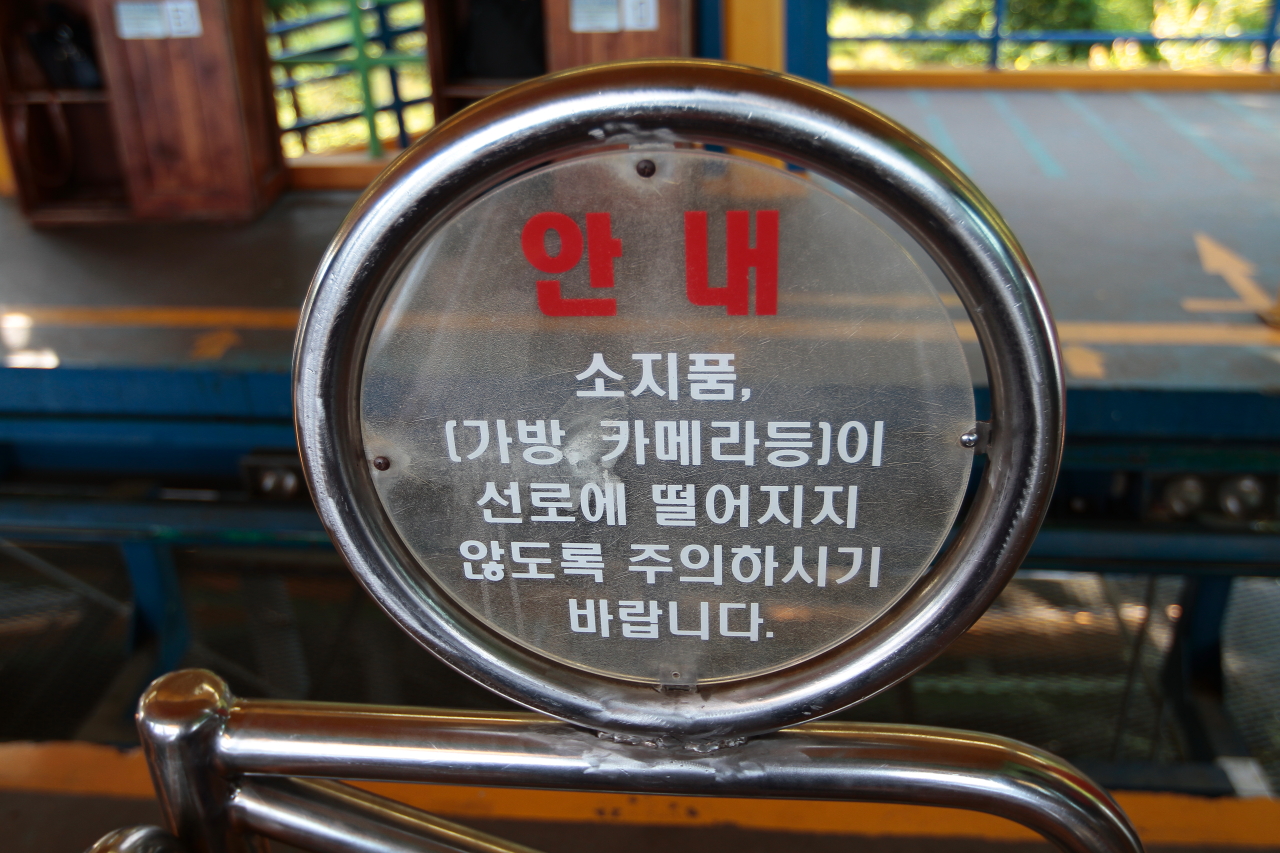 안 내
소지품,
(가방, 카메라등)이
선로에 떨어지지
않도록 주의하시기
바랍니다.